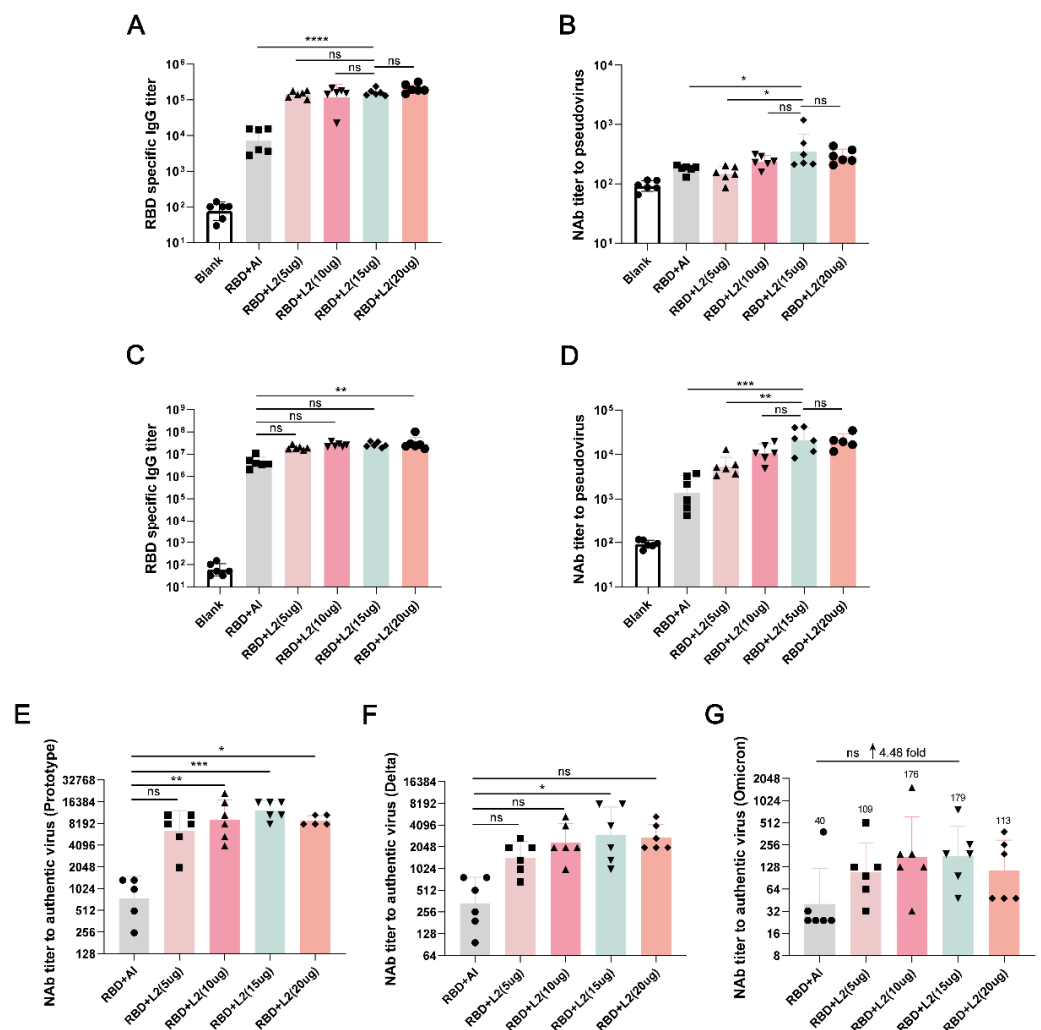 A
RBD specific IgG titer
****
ns
ns ns
10⁶
10⁵
10⁴
10³
10²
10¹
Blank
RBD+Al
RBD+L2(5ug)
RBD+L2(10ug)
RBD+L2(15ug)
RBD+L2(20ug)
B
NAb titer to pseudovirus
*
*
ns ns
10⁴
10³
10²
10¹
Blank
RBD+Al
RBD+L2(5ug)
RBD+L2(10ug)
RBD+L2(15ug)
RBD+L2(20ug)
C
RBD specific IgG titer
**
ns
ns
ns
10⁹
10⁸
10⁷
10⁶
10⁵
10⁴
10³
10²
10¹
Blank
RBD+Al
RBD+L2(5ug)
RBD+L2(10ug)
RBD+L2(15ug)
RBD+L2(20ug)
D
NAb titer to pseudovirus
***
**
ns ns
10⁵
10⁴
10³
10²
10¹
Blank
RBD+Al
RBD+L2(5ug)
RBD+L2(10ug)
RBD+L2(15ug)
RBD+L2(20ug)
E
NAb titer to authentic virus (Prototype)
*
***
**
ns
32768
16384
8192
4096
2048
1024
512
256
128
RBD+Al
RBD+L2(5ug)
RBD+L2(10ug)
RBD+L2(15ug)
RBD+L2(20ug)
F
NAb titer to authentic virus (Delta)
ns
*
ns
ns
16384
8192
4096
2048
1024
512
256
128
64
RBD+Al
RBD+L2(5ug)
RBD+L2(10ug)
RBD+L2(15ug)
RBD+L2(20ug)
G
NAb titer to authentic virus (Omicron)
ns ↑ 4.46 fold
2048
1024
512
256
128
64
32
16
8
40
109
176
179
113
RBD+Al
RBD+L2(5ug)
RBD+L2(10ug)
RBD+L2(15ug)
RBD+L2(20ug)